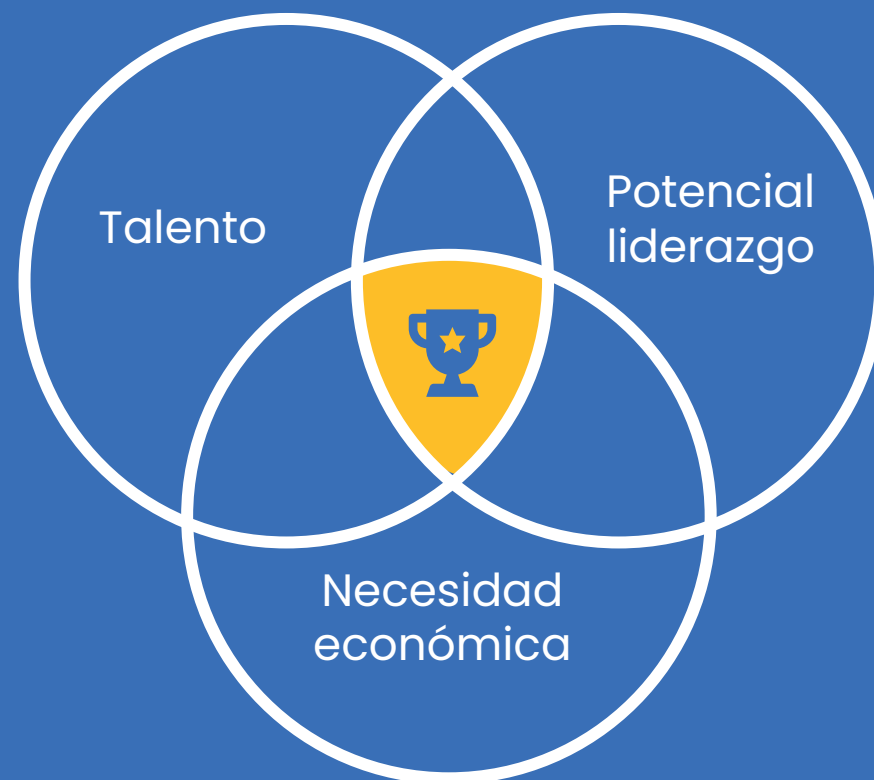 Talento
Potencial
liderazgo
Necesidad
económica